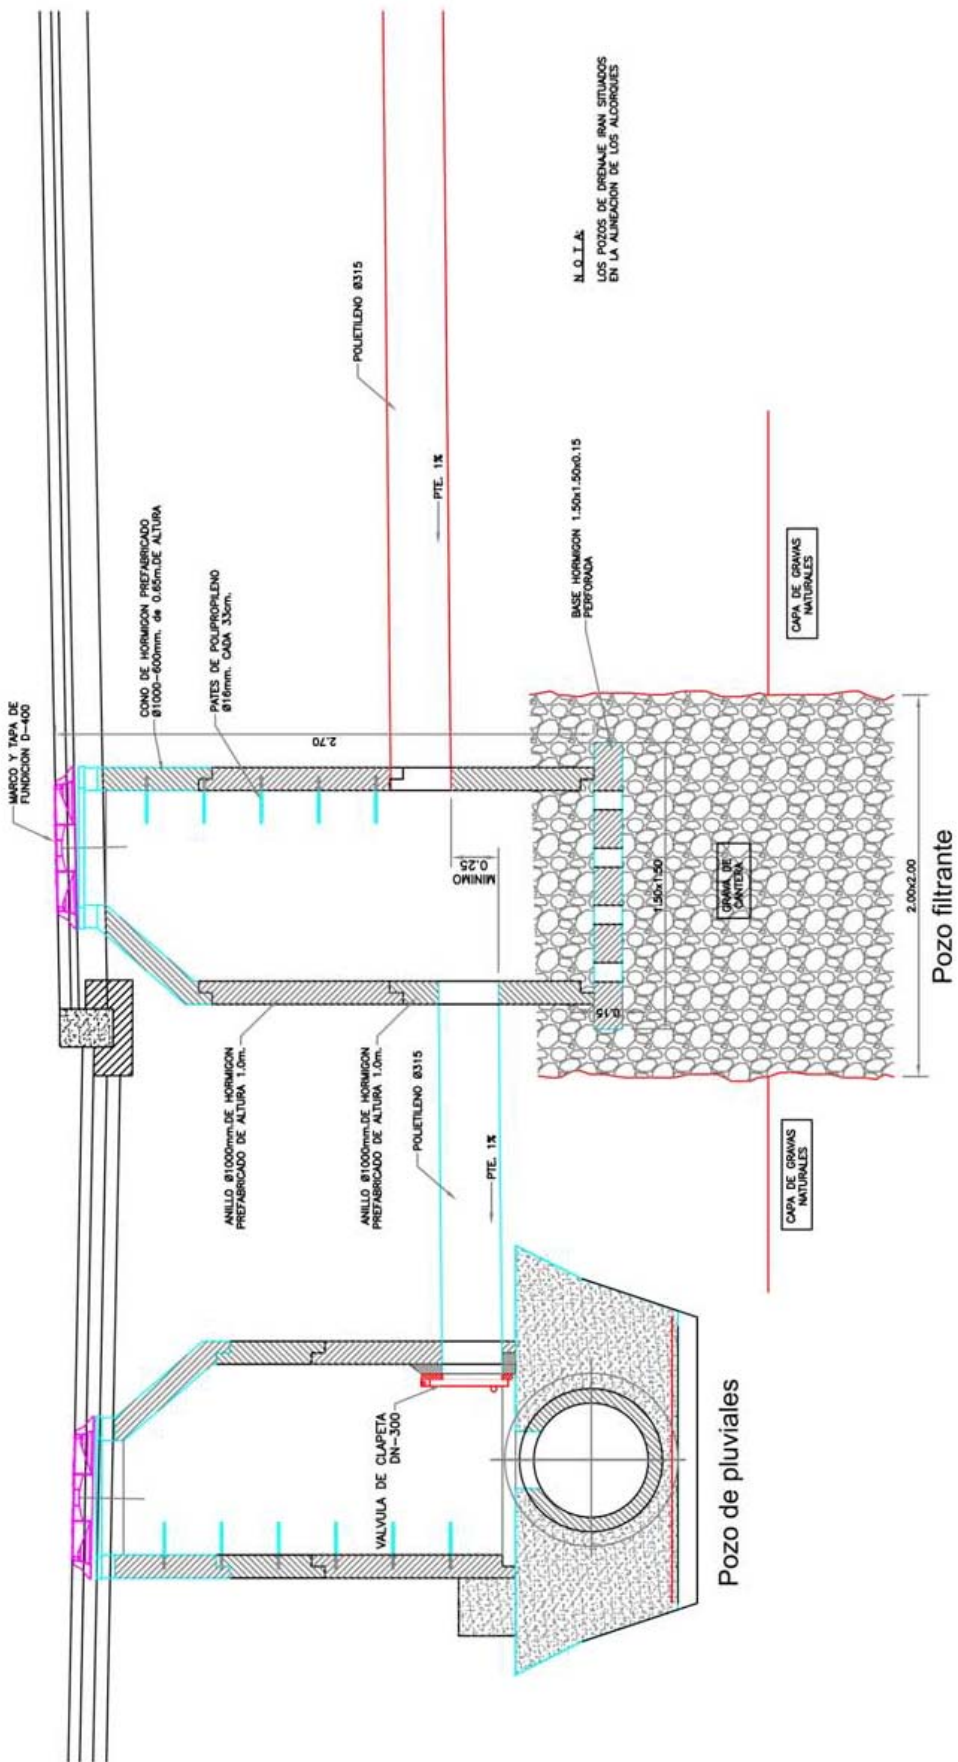 MARCO Y TAPA DE
FUNDICION D-400
CONO DE HORMIGON PREFABRICADO
Ø1000-600mm. de 0.65m.DE ALTURA
PATES DE POLIPROPILENO
Ø16mm. CADA 33cm.
POLIETILENO Ø315
PTE. 1%
2.70
MINIMO
0.25
ANILLO Ø1000mm.DE HORMIGON
PREFABRICADO DE ALTURA 1.0m.
ANILLO Ø1000mm.DE HORMIGON
PREFABRICADO DE ALTURA 1.0m.
POLIETILENO Ø315
PTE. 1%
VALVULA DE CLAPETA
DN-300
BASE HORMIGON 1.50x1.50x0.15
PERFORADA
0.15
1.50x1.50
GRAVA DE
CANTERA
CAPA DE GRAVAS
NATURALES
CAPA DE GRAVAS
NATURALES
2.00x2.00
N O T A:
LOS POZOS DE DRENAJE IRAN SITUADOS
EN LA ALINEACION DE LOS ALCORQUES
Pozo de pluviales
Pozo filtrante